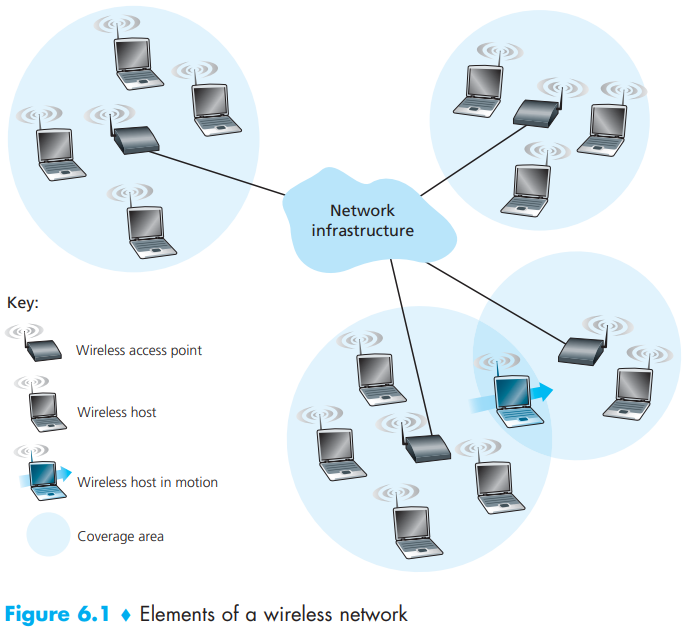 Network
infrastructure
Key:
Wireless access point
Wireless host
Wireless host in motion
Coverage area
Figure 6.1 ♦ Elements of a wireless network